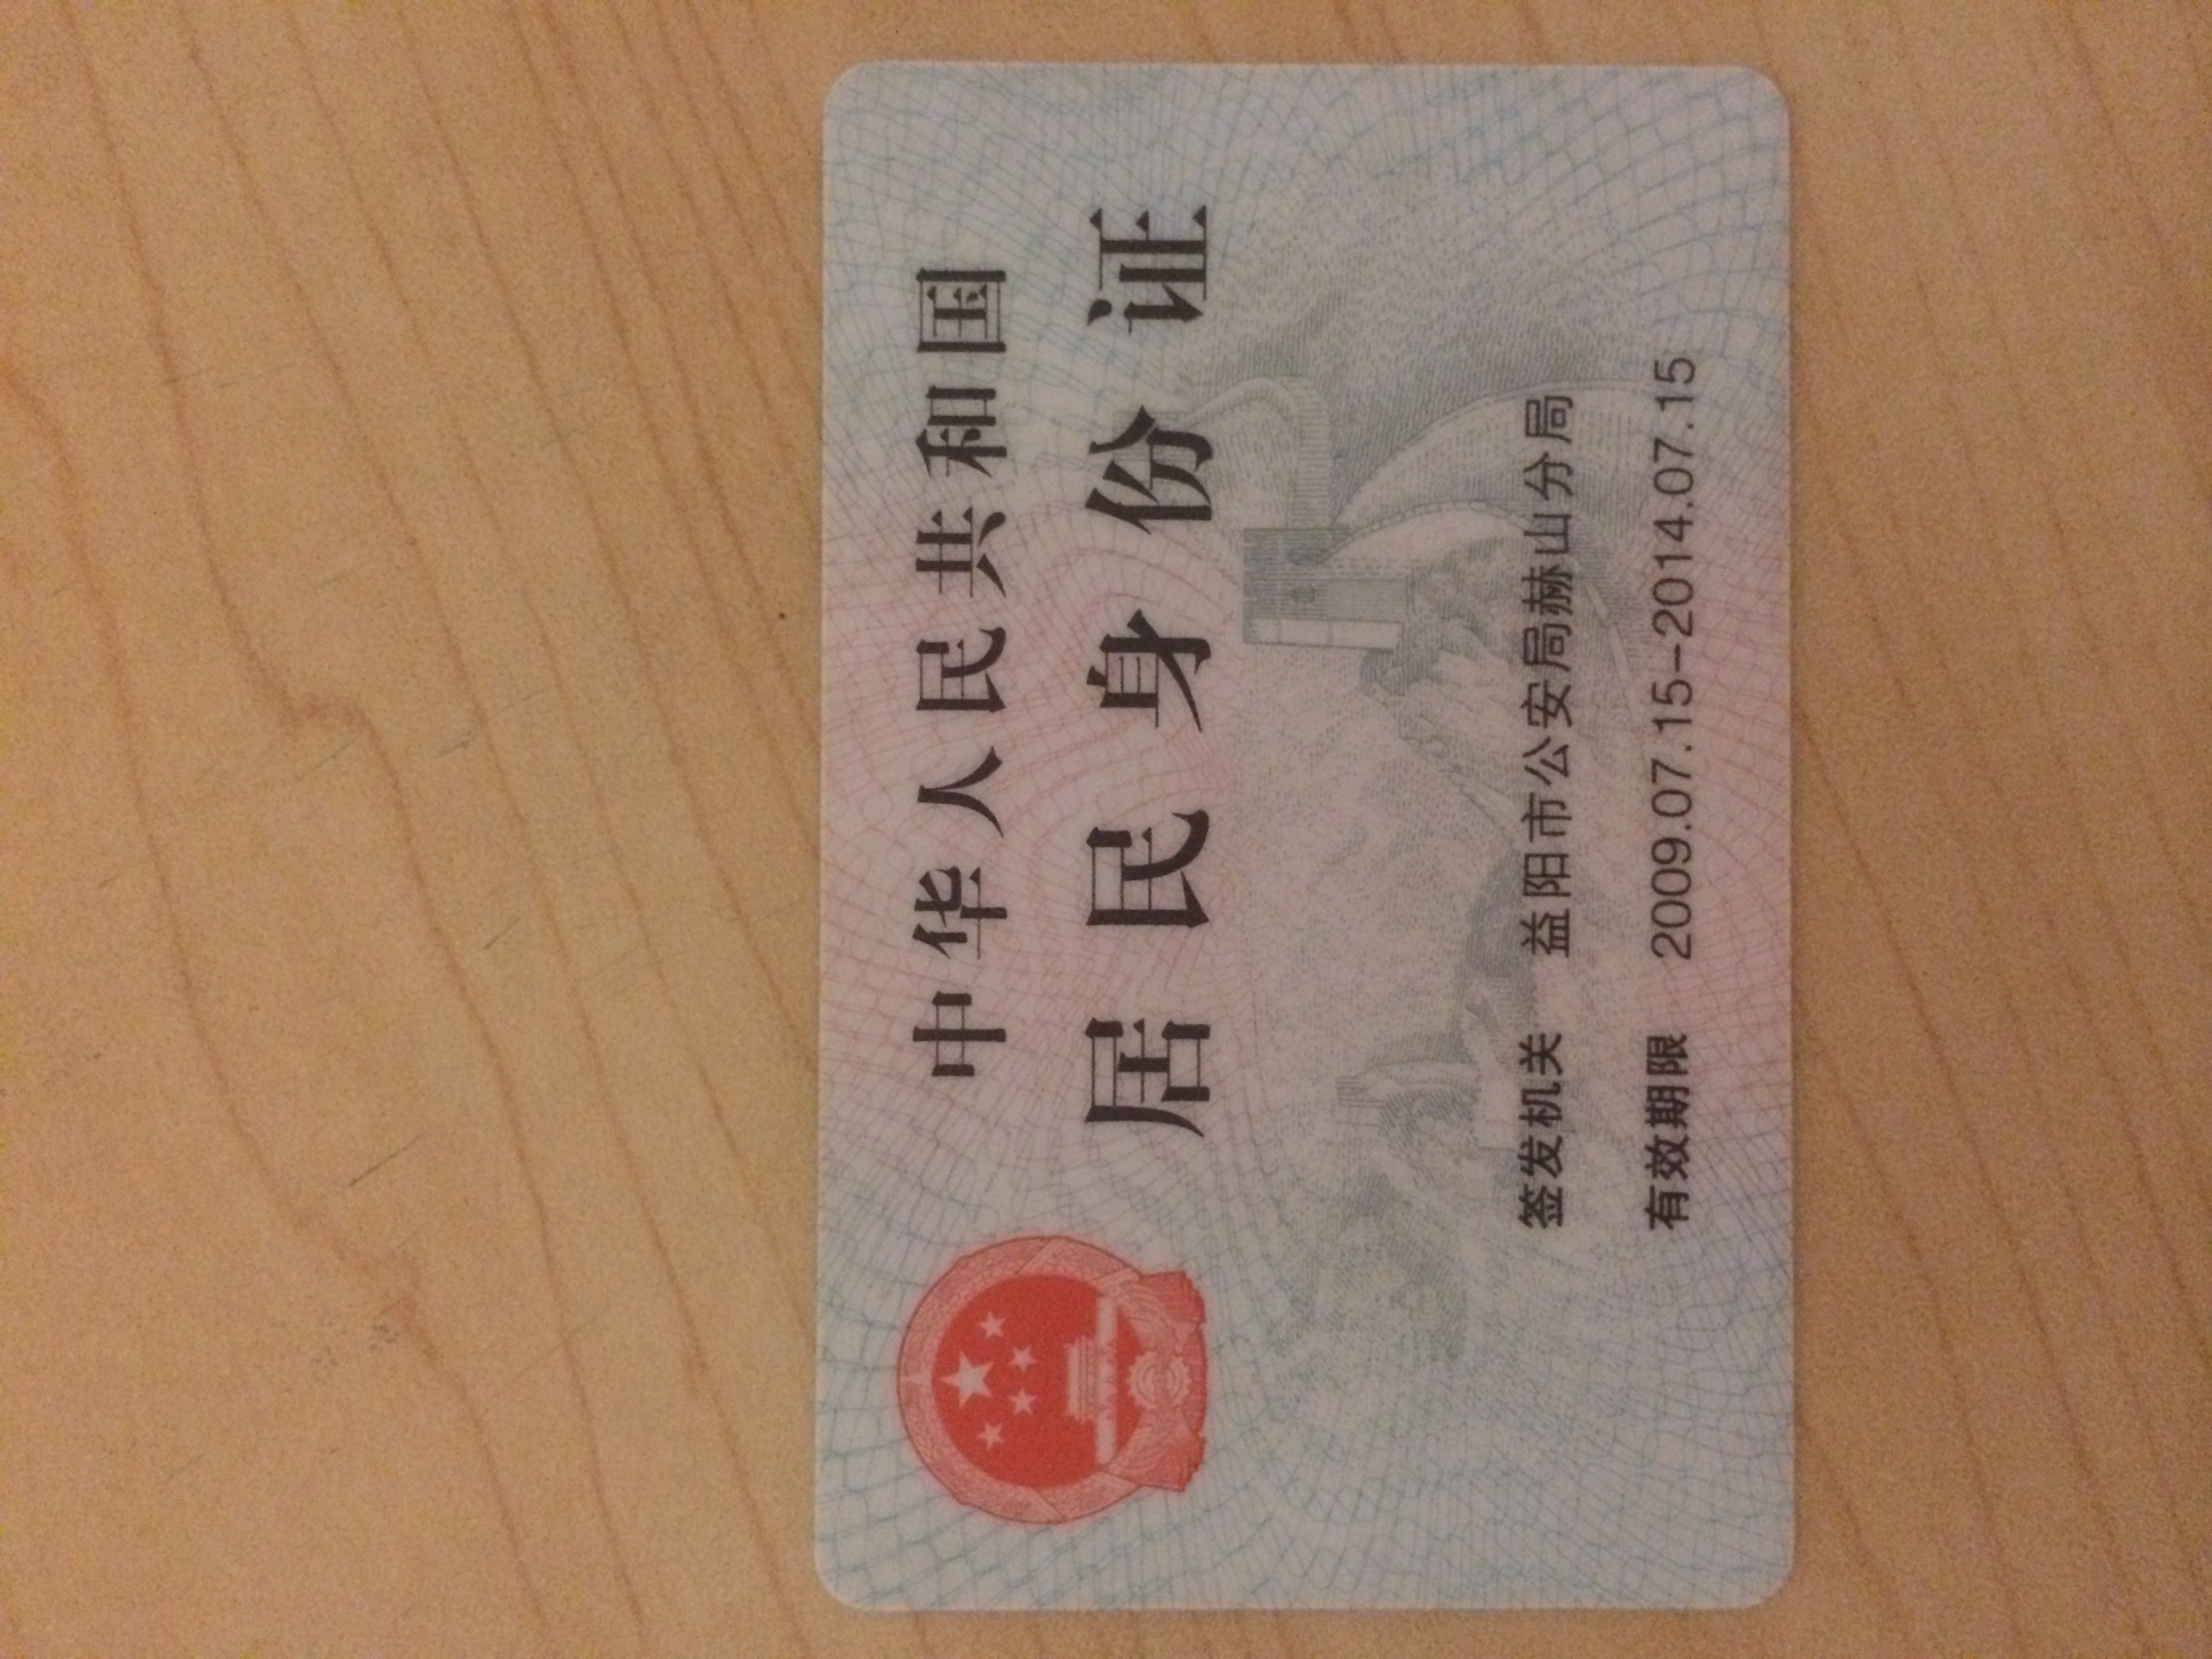 中华人民共和国
居民身份证
签发机关 益阳市公安局赫山分局
有效期限 2009.07.15-2014.07.15